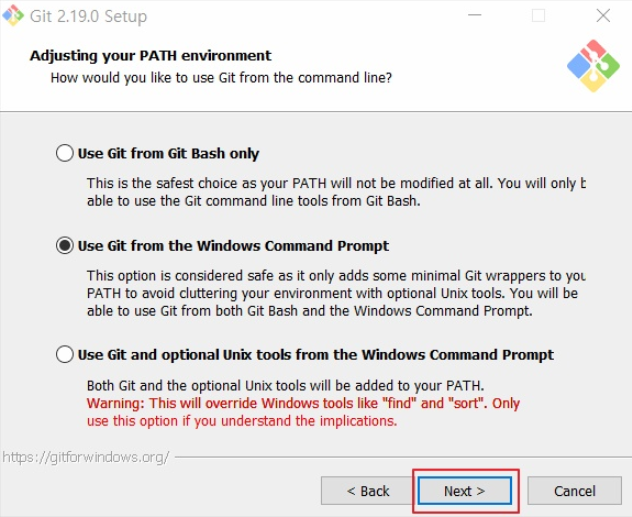 Git 2.19.0 Setup
Adjusting your PATH environment
How would you like to use Git from the command line?
Use Git from Git Bash only
This is the safest choice as your PATH will not be modified at all. You will only b
able to use the Git command line tools from Git Bash.
Use Git from the Windows Command Prompt
This option is considered safe as it only adds some minimal Git wrappers to you
PATH to avoid cluttering your environment with optional Unix tools. You will be
able to use Git from both Git Bash and the Windows Command Prompt.
Use Git and optional Unix tools from the Windows Command Prompt
Both Git and the optional Unix tools will be added to your PATH.
Warning: This will override Windows tools like "find" and "sort". Only
use this option if you understand the implications.
https://gitforwindows.org/
< Back
Next >
Cancel